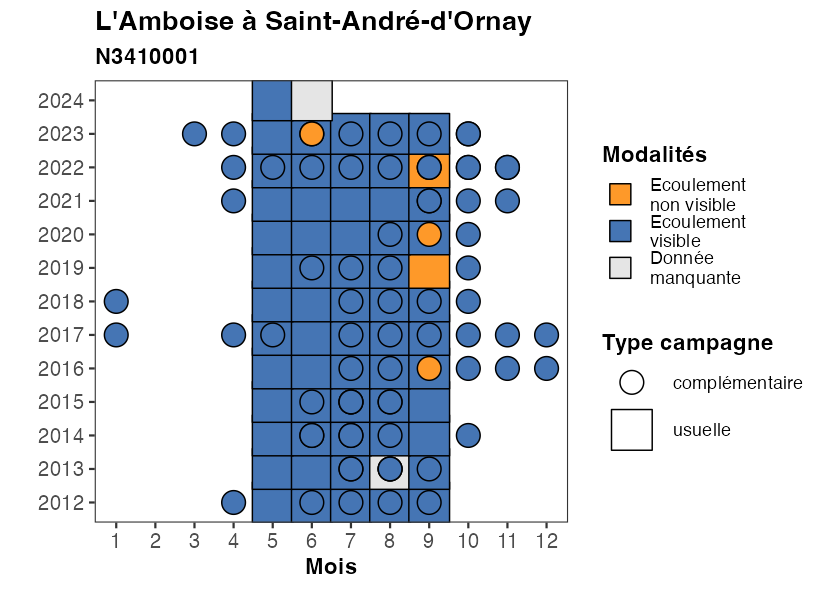 L'Amboise à Saint-André-d'Ornay
N3410001
2024
2023
2022
2021
2020
2019
2018
2017
2016
2015
2014
2013
2012
1 2 3 4 5 6 7 8 9 10 11 12
Mois
Modalités
Ecoulement
non visible
Ecoulement
visible
Donnée
manquante
Type campagne
complémentaire
usuelle